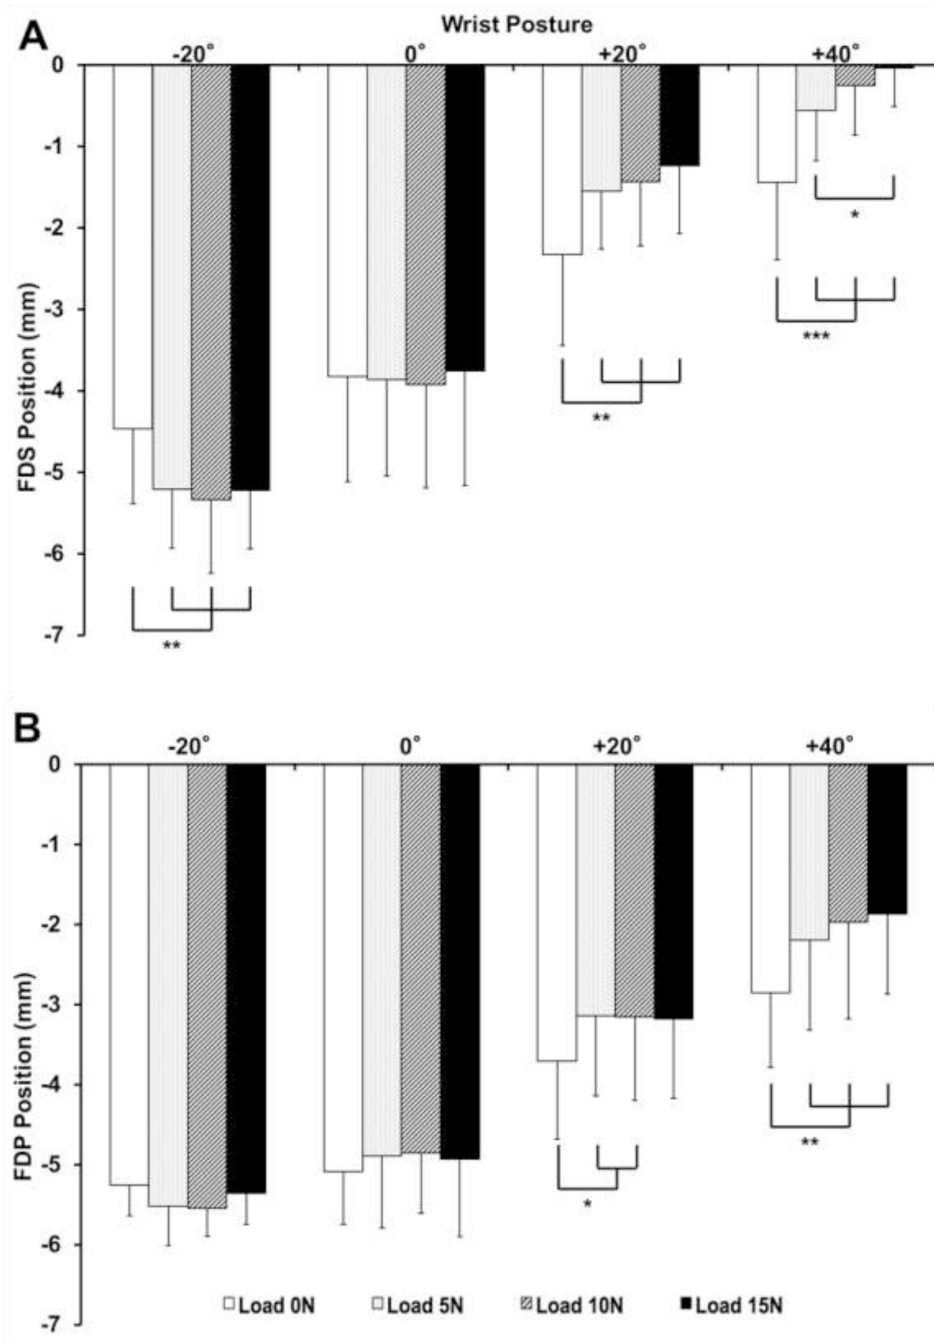 A
Wrist Posture
-20° 0° +20° +40°
0
-1
-2
-3
-4
-5
-6
-7
FDS Position (mm)
*
***
**
**
B
-20° 0° +20° +40°
0
-1
-2
-3
-4
-5
-6
-7
FDP Position (mm)
**
*
Load 0N Load 5N Load 10N Load 15N